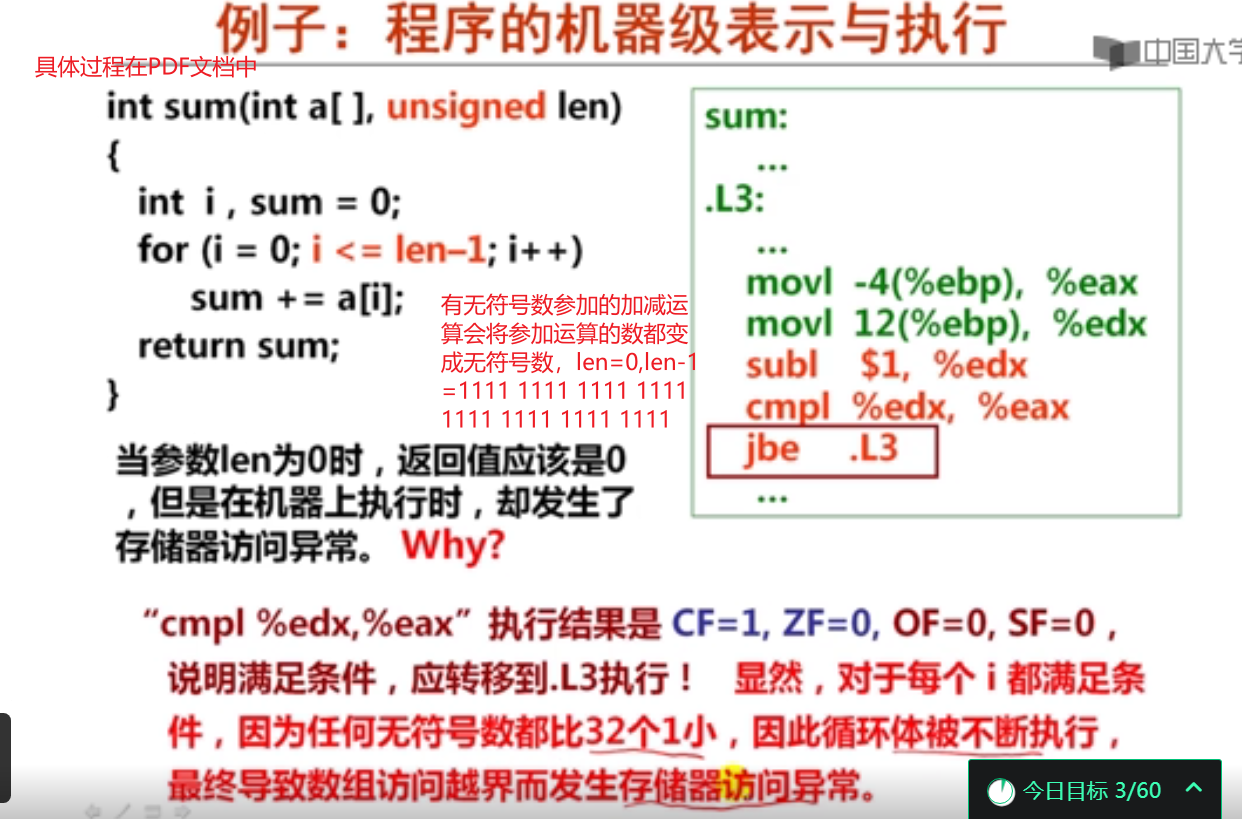 例子：程序的机器级表示与执行
中国大学
具体过程在PDF文档中
int sum(int a[ ], unsigned len)
{
int i , sum = 0;
for (i = 0; i <= len–1; i++)
sum += a[i];
return sum;
}
有无符号数参加的加减运
算会将参加运算的数都变
成无符号数，len=0,len-1
=1111 1111 1111 1111
1111 1111 1111 1111
sum:
...
.L3:
...
movl -4(%ebp), %eax
movl 12(%ebp), %edx
subl $1, %edx
cmpl %edx, %eax
jbe .L3
...
当参数len为0时，返回值应该是0
，但是在机器上执行时，却发生了
存储器访问异常。 Why?
“cmpl %edx,%eax”执行结果是 CF=1, ZF=0, OF=0, SF=0，
说明满足条件，应转移到.L3执行！ 显然，对于每个 i 都满足条
件，因为任何无符号数都比32个1小，因此循环体被不断执行，
最终导致数组访问越界而发生存储器访问异常。
今日目标 3/60